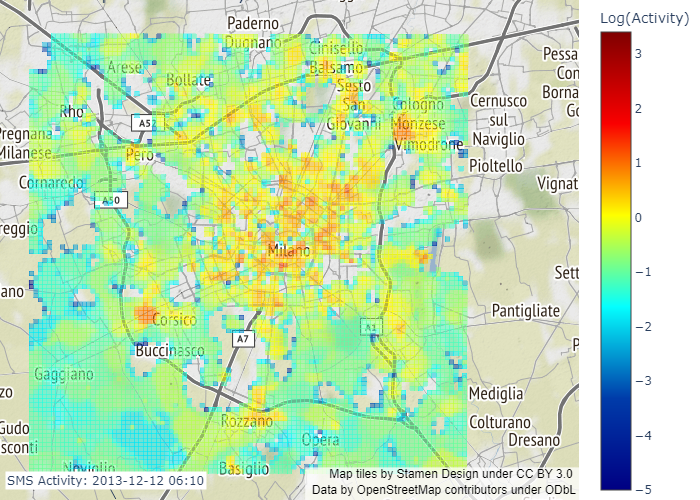 Log(Activity)
3
2
1
0
−1
−2
−3
−4
−5
Paderno
Dugnano
Cinisello
Balsamo
Arese
Bollate
Sesto
San
Giovanni
Cologno
Monzese
Cernusco
sul
Naviglio
Pessa
Con
Borna
Go
Rho
A52
Pregnana
Milanese
Pero
Vimodrone
Pioltello
Cornaredo
Vignat
A50
reggio
Milano
Sett
ano
Corsico
Pantigliate
A1
Buccinasco
A7
P
Gaggiano
zo
Mediglia
Gudo
sconti
Rozzano
Colturano
Opera
Dresano
Noviglio
Basiglio
SMS Activity: 2013-12-12 06:10
Map tiles by Stamen Design under CC BY 3.0
Data by OpenStreetMap contributors under ODbL